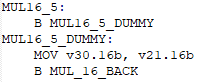 MUL16_5:
B MUL16_5_DUMMY
MUL16_5_DUMMY:
MOV v30.16b, v21.16b
B MUL_16_BACK